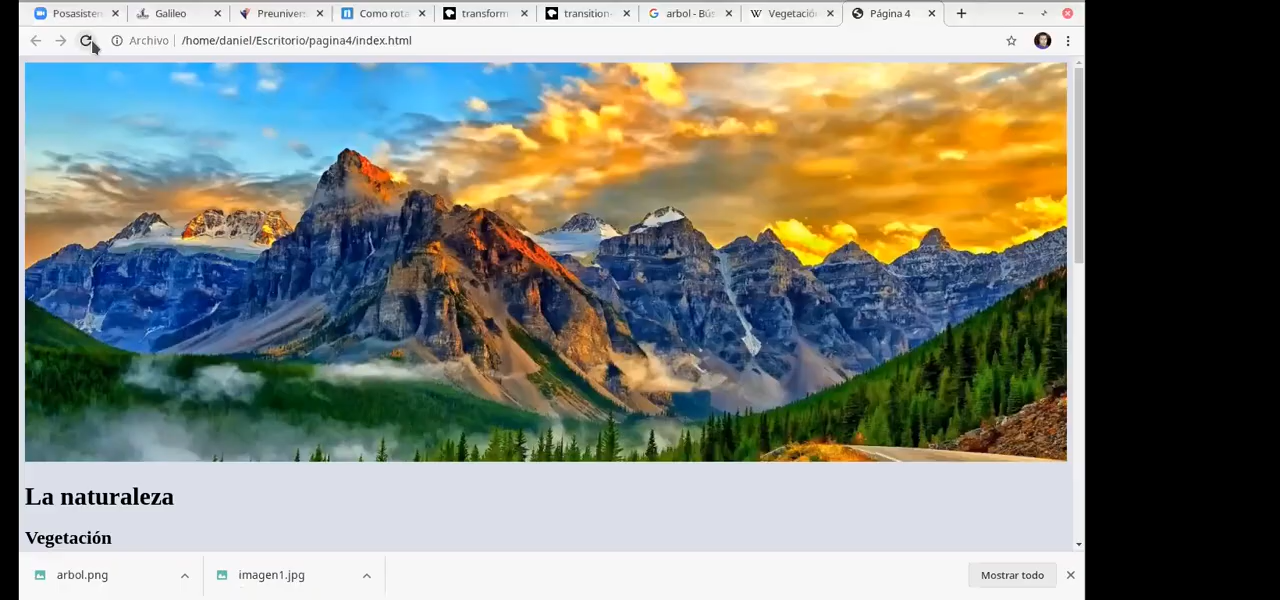 Posasisten
Galileo
Preunivers
Como rota
transform
transition-
arbol - Bús
Vegetació
Página 4
Archivo
/home/daniel/Escritorio/pagina4/index.html
La naturaleza
Vegetación
arbol.png
imagen1.jpg
Mostrar todo